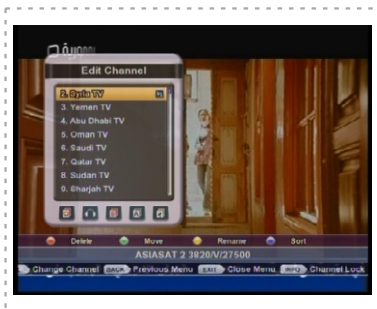 Edit Channel
2. Syria TV
3. Yemen TV
4. Abu Dhabi TV
5. Oman TV
6. Saudi TV
7. Qatar TV
8. Sudan TV
9. Sharjah TV
Delete Move Rename Sort
ASIASAT 2 3820/V/27500
Change Channel BACK Previous Menu EXIT Close Menu INFO Channel Lock